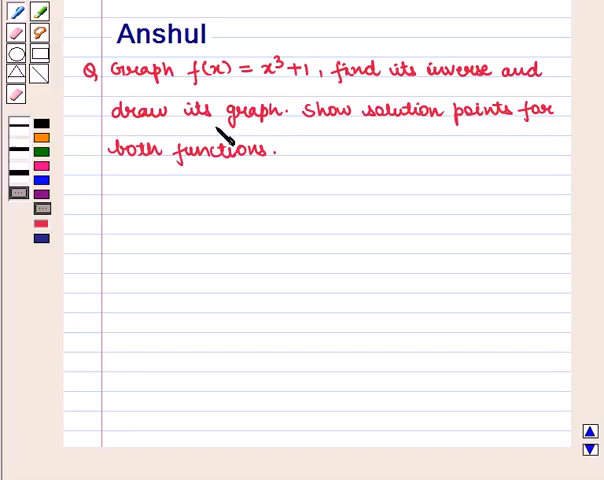 Anshul
Q Graph f(x) = x³ + 1, find its inverse and
draw its graph. Show solution points for
both functions.